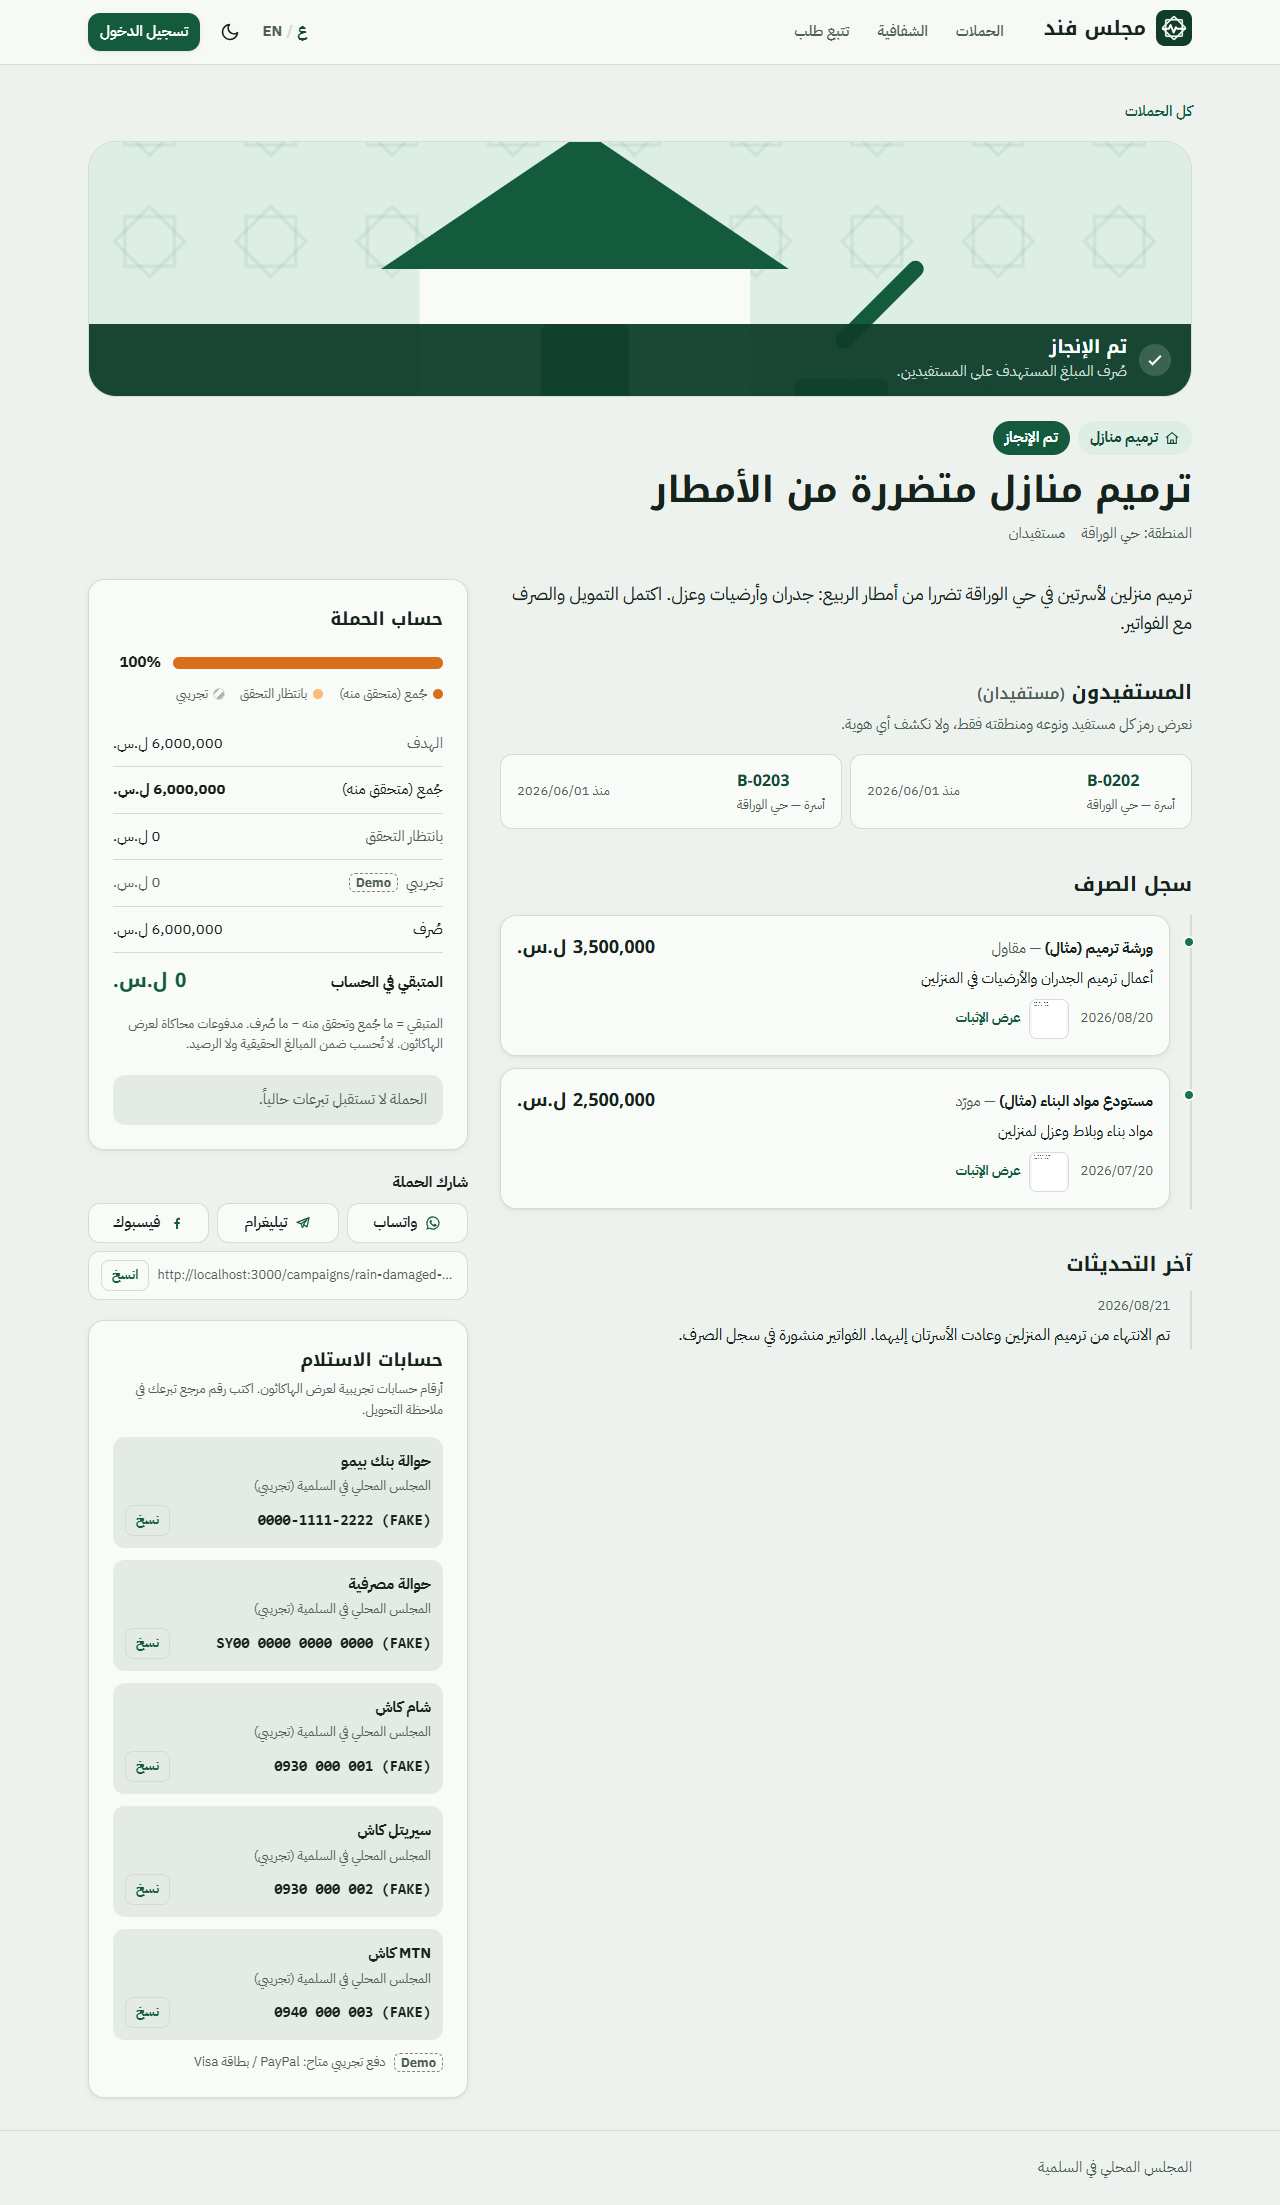 مجلس فند
الحملات
الشفافية
تتبع طلب
ع / EN
تسجيل الدخول
كل الحملات
تم الإنجاز
صُرف المبلغ المستهدف على المستفيدين.
ترميم منازل
تم الإنجاز
ترميم منازل متضررة من الأمطار
المنطقة: حي الوراقة مستفيدان
ترميم منزلين لأسرتين في حي الوراقة تضررا من أمطار الربيع: جدران وأرضيات وعزل. اكتمل التمويل والصرف
مع الفواتير.
المستفيدون (مستفيدان)
نعرض رمز كل مستفيد ونوعه ومنطقته فقط، ولا نكشف أي هوية.
B-0202
أسرة — حي الوراقة
منذ 2026/06/01
B-0203
أسرة — حي الوراقة
منذ 2026/06/01
سجل الصرف
ورشة ترميم (مثال) — مقاول
3,500,000 ل.س.
أعمال ترميم الجدران والأرضيات في المنزلين
2026/08/20
عرض الإثبات
مستودع مواد البناء (مثال) — مورّد
2,500,000 ل.س.
مواد بناء وبلاط وعزل لمنزلين
2026/07/20
عرض الإثبات
آخر التحديثات
2026/08/21
تم الانتهاء من ترميم المنزلين وعادت الأسرتان إليهما. الفواتير منشورة في سجل الصرف.
حساب الحملة
100%
جُمع (متحقق منه)
بانتظار التحقق
تجريبي
الهدف
6,000,000 ل.س.
جُمع (متحقق منه)
6,000,000 ل.س.
بانتظار التحقق
0 ل.س.
تجريبي Demo
0 ل.س.
صُرف
6,000,000 ل.س.
المتبقي في الحساب
0 ل.س.
المتبقي = ما جُمع وتحقق منه − ما صُرف. مدفوعات محاكاة لعرض
الهاكاثون. لا تُحسب ضمن المبالغ الحقيقية ولا الرصيد.
الحملة لا تستقبل تبرعات حالياً.
شارك الحملة
واتساب
تيليغرام
فيسبوك
http://localhost:3000/campaigns/rain-damaged-...
انسخ
حسابات الاستلام
أرقام حسابات تجريبية لعرض الهاكاثون. اكتب رقم مرجع تبرعك في
ملاحظة التحويل.
حوالة بنك بيمو
المجلس المحلي في السلمية (تجريبي)
0000-1111-2222 (FAKE)
نسخ
حوالة مصرفية
المجلس المحلي في السلمية (تجريبي)
SY00 0000 0000 0000 (FAKE)
نسخ
شام كاش
المجلس المحلي في السلمية (تجريبي)
0930 000 001 (FAKE)
نسخ
سيريتل كاش
المجلس المحلي في السلمية (تجريبي)
0930 000 002 (FAKE)
نسخ
MTN كاش
المجلس المحلي في السلمية (تجريبي)
0940 000 003 (FAKE)
نسخ
Demo دفع تجريبي متاح: PayPal / بطاقة Visa
المجلس المحلي في السلمية